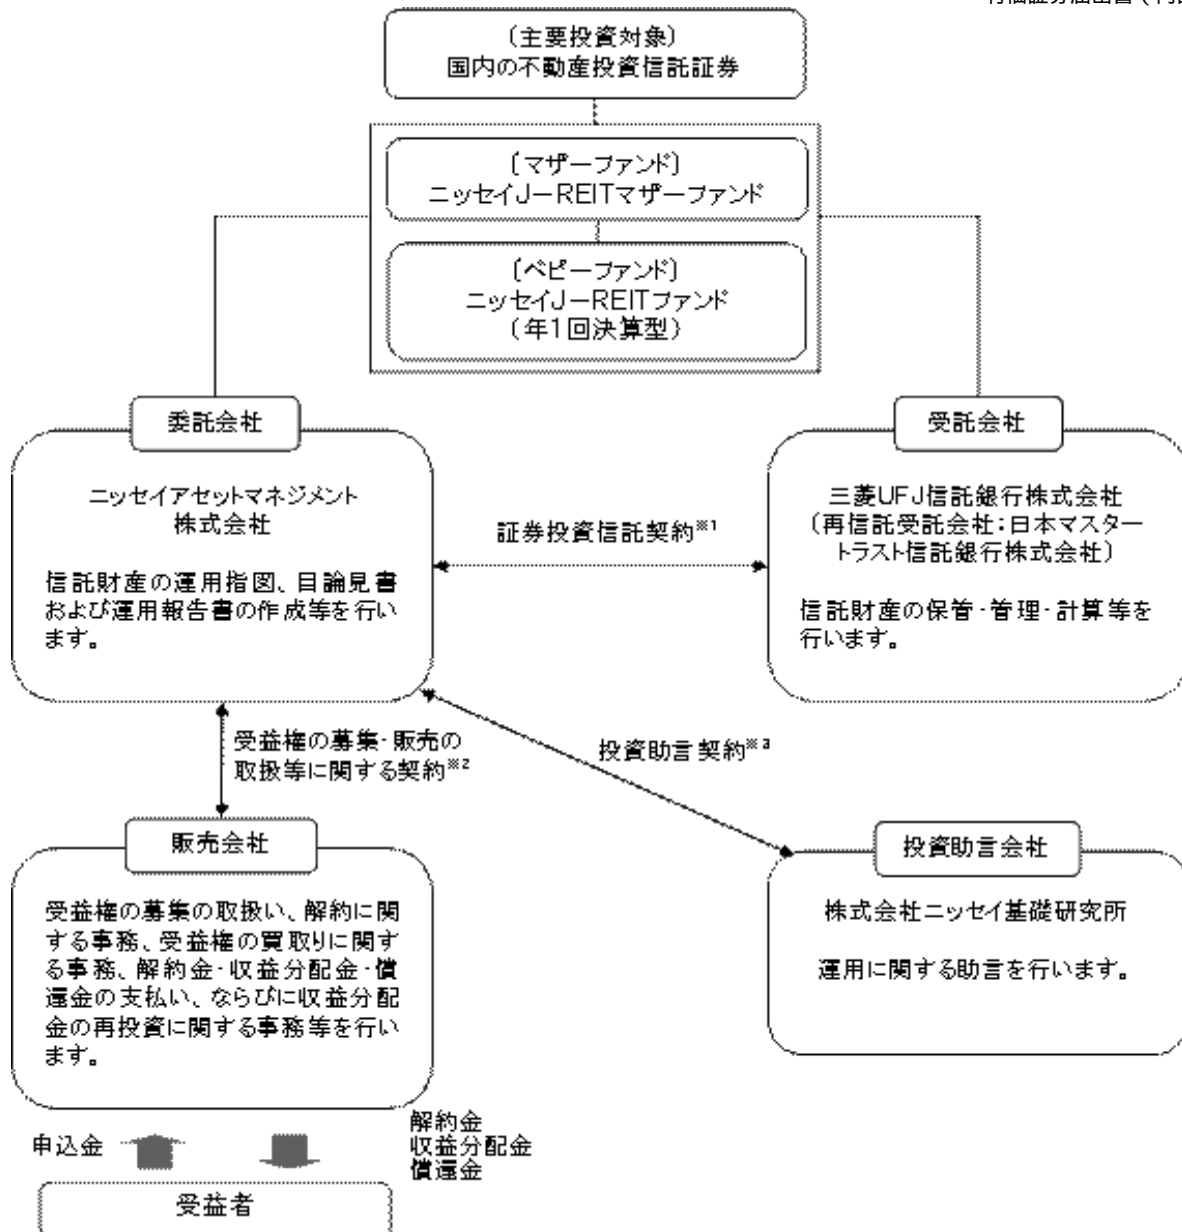 (主要投資対象)
国内の不動産投資信託証券
〔マザーファンド〕
ニッセイJ-REITマザーファンド
〔ベビーファンド〕
ニッセイJ-REITファンド
(年1回決算型)
委託会社
ニッセイアセットマネジメント
株式会社
信託財産の運用指図、目論見書
および運用報告書の作成等を行い
ます。
証券投資信託契約※1
受託会社
三菱UFJ信託銀行株式会社
(再信託受託会社:日本マスター
トラスト信託銀行株式会社)
信託財産の保管・管理・計算等を
行います。
受益権の募集・販売の
取扱等に関する契約※2
投資助言契約※3
販売会社
受益権の募集の取扱い、解約に関
する事務、受益権の買取りに関す
る事務、解約金・収益分配金・償
還金の支払い、ならびに収益分配
金の再投資に関する事務等を行い
ます。
投資助言会社
株式会社ニッセイ基礎研究所
運用に関する助言を行います。
申込金
解約金
収益分配金
償還金
受益者